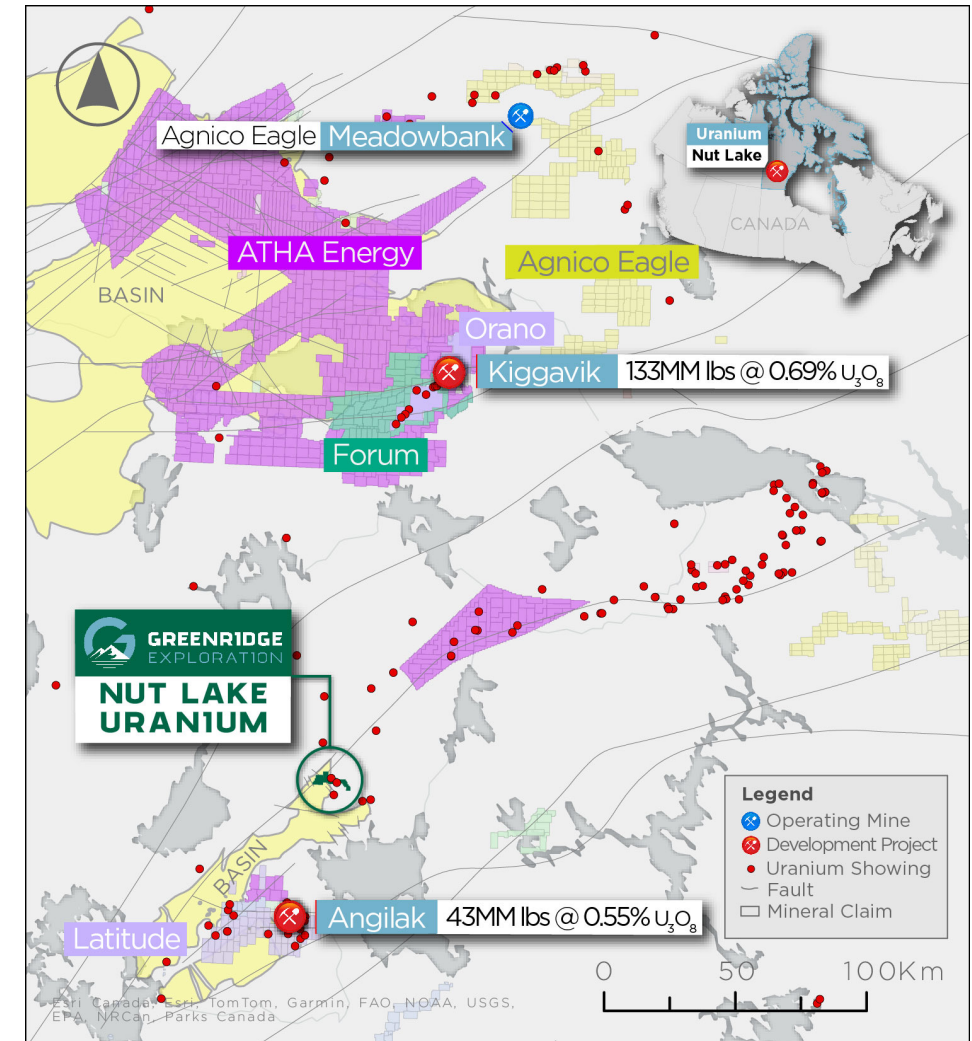 Agnico Eagle Meadowbank
Uranium
Nut Lake
CANADA
ATHA Energy
Agnico Eagle
BASIN
Orano
Kiggavik 133MM lbs @ 0.69% U₃O₈
Forum
GREENR1DGE
EXPLORATION
NUT LAKE
URAN1UM
Legend
Operating Mine
Development Project
Uranium Showing
Fault
Mineral Claim
BASIN
Angilak 43MM lbs @ 0.55% U₃O₈
Latitude
0 50 100Km
Esri Canada, Esri, TomTom, Garmin, FAO, NOAA, USGS,
EPA, NRCan, Parks Canada